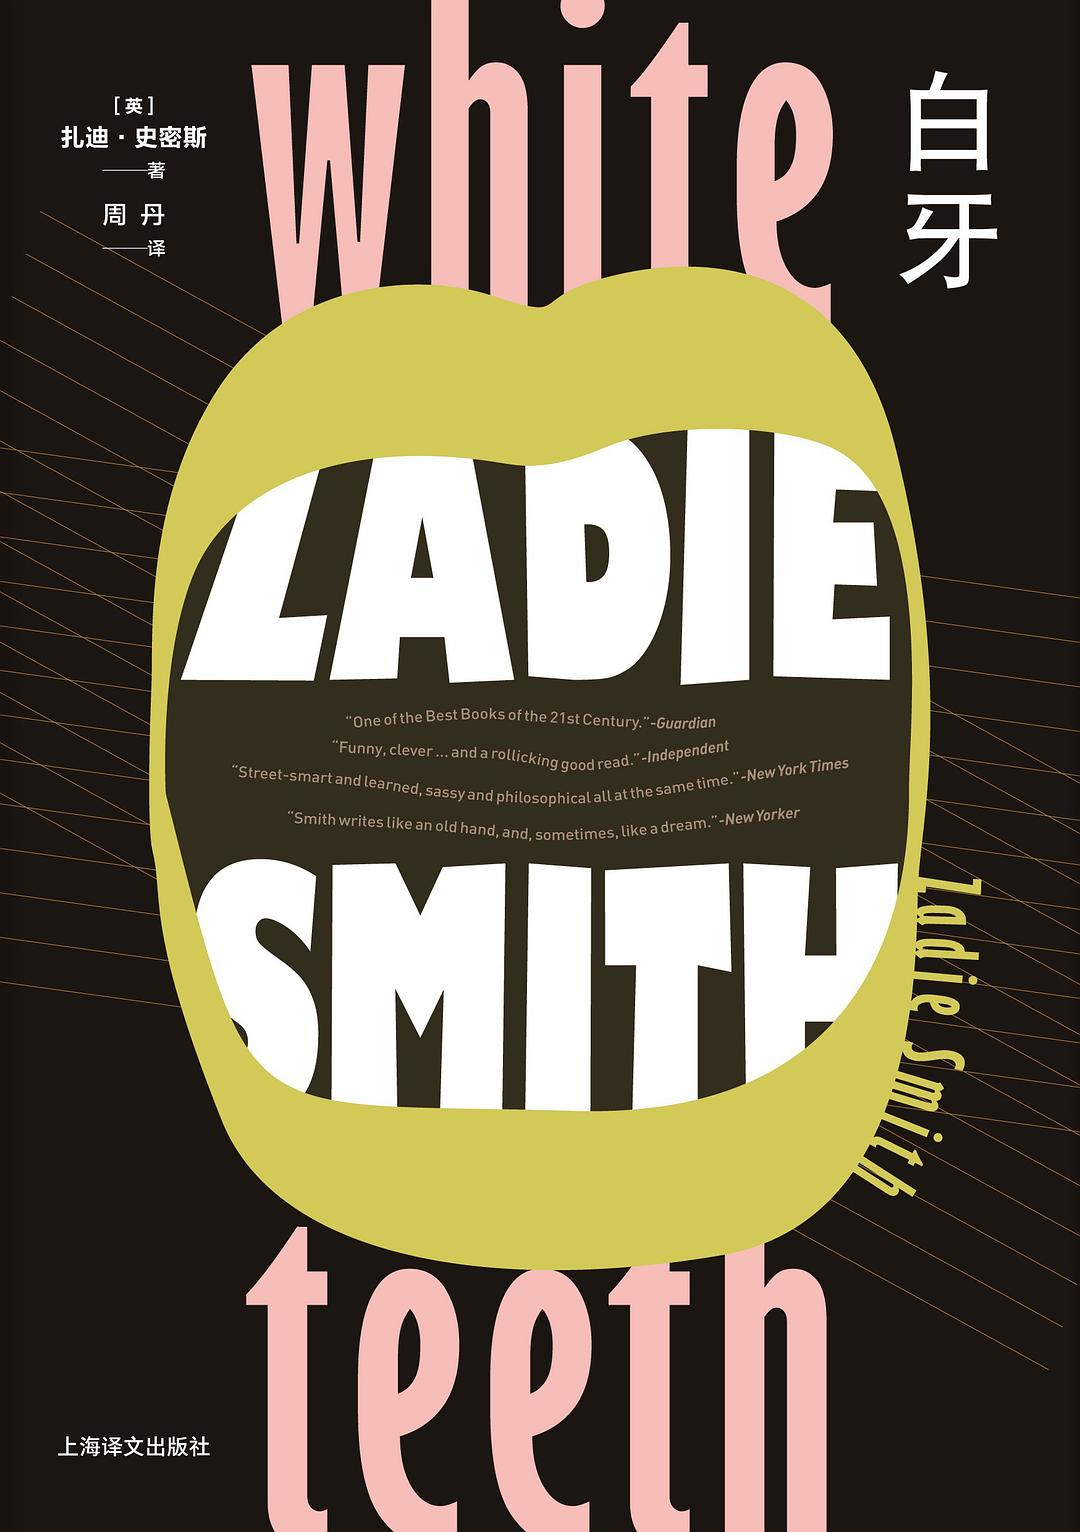 white
白
牙
[英]
扎迪·史密斯
——著
周 丹
——译
ZADIE
“One of the Best Books of the 21st Century.”-Guardian
“Funny, clever ... and a rollicking good read.”-Independent
“Street-smart and learned, sassy and philosophical all at the same time.”-New York Times
“Smith writes like an old hand, and, sometimes, like a dream.”-New Yorker
SMITH
Zadie Smith
teeth
上海译文出版社